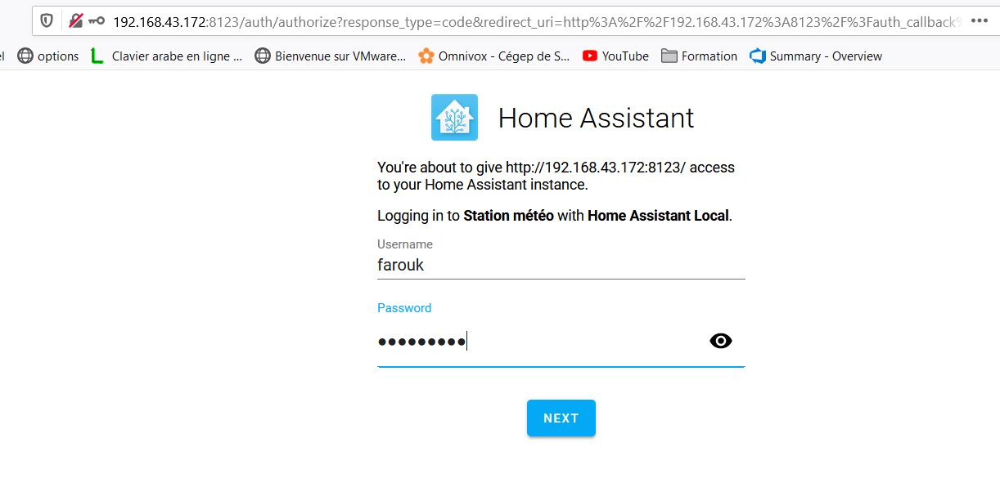 192.168.43.172:8123/auth/authorize?response_type=code&redirect_uri=http%3A%2F%2F192.168.43.172%3A8123%2F%3Fauth_callback%
options Clavier arabe en ligne ... Bienvenue sur VMware... Omnivox - Cégep de S... YouTube Formation Summary - Overview
Home Assistant
You're about to give http://192.168.43.172:8123/ access
to your Home Assistant instance.
Logging in to Station météo with Home Assistant Local.
Username
farouk
Password
NEXT